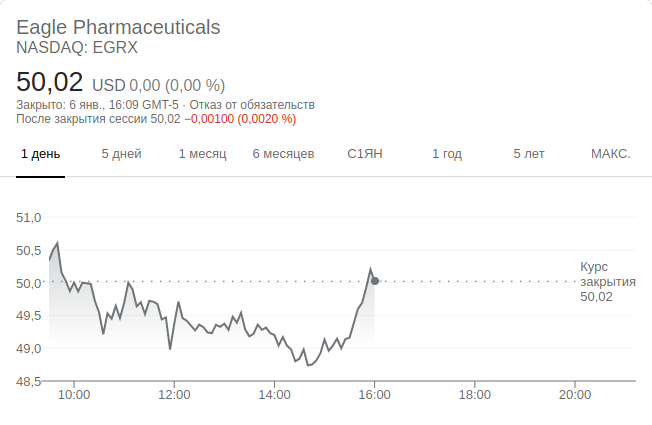 Eagle Pharmaceuticals
NASDAQ: EGRX
50,02 USD 0,00 (0,00 %)
Закрыто: 6 янв., 16:09 GMT-5 · Отказ от обязательств
После закрытия сессии 50,02 −0,00100 (0,0020 %)
1 день 5 дней 1 месяц 6 месяцев С1ЯН 1 год 5 лет МАКС.
51,0
50,5
Курс
50,0 закрытия
50,02
49,5
49,0
48,5
10:00 12:00 14:00 16:00 18:00 20:00